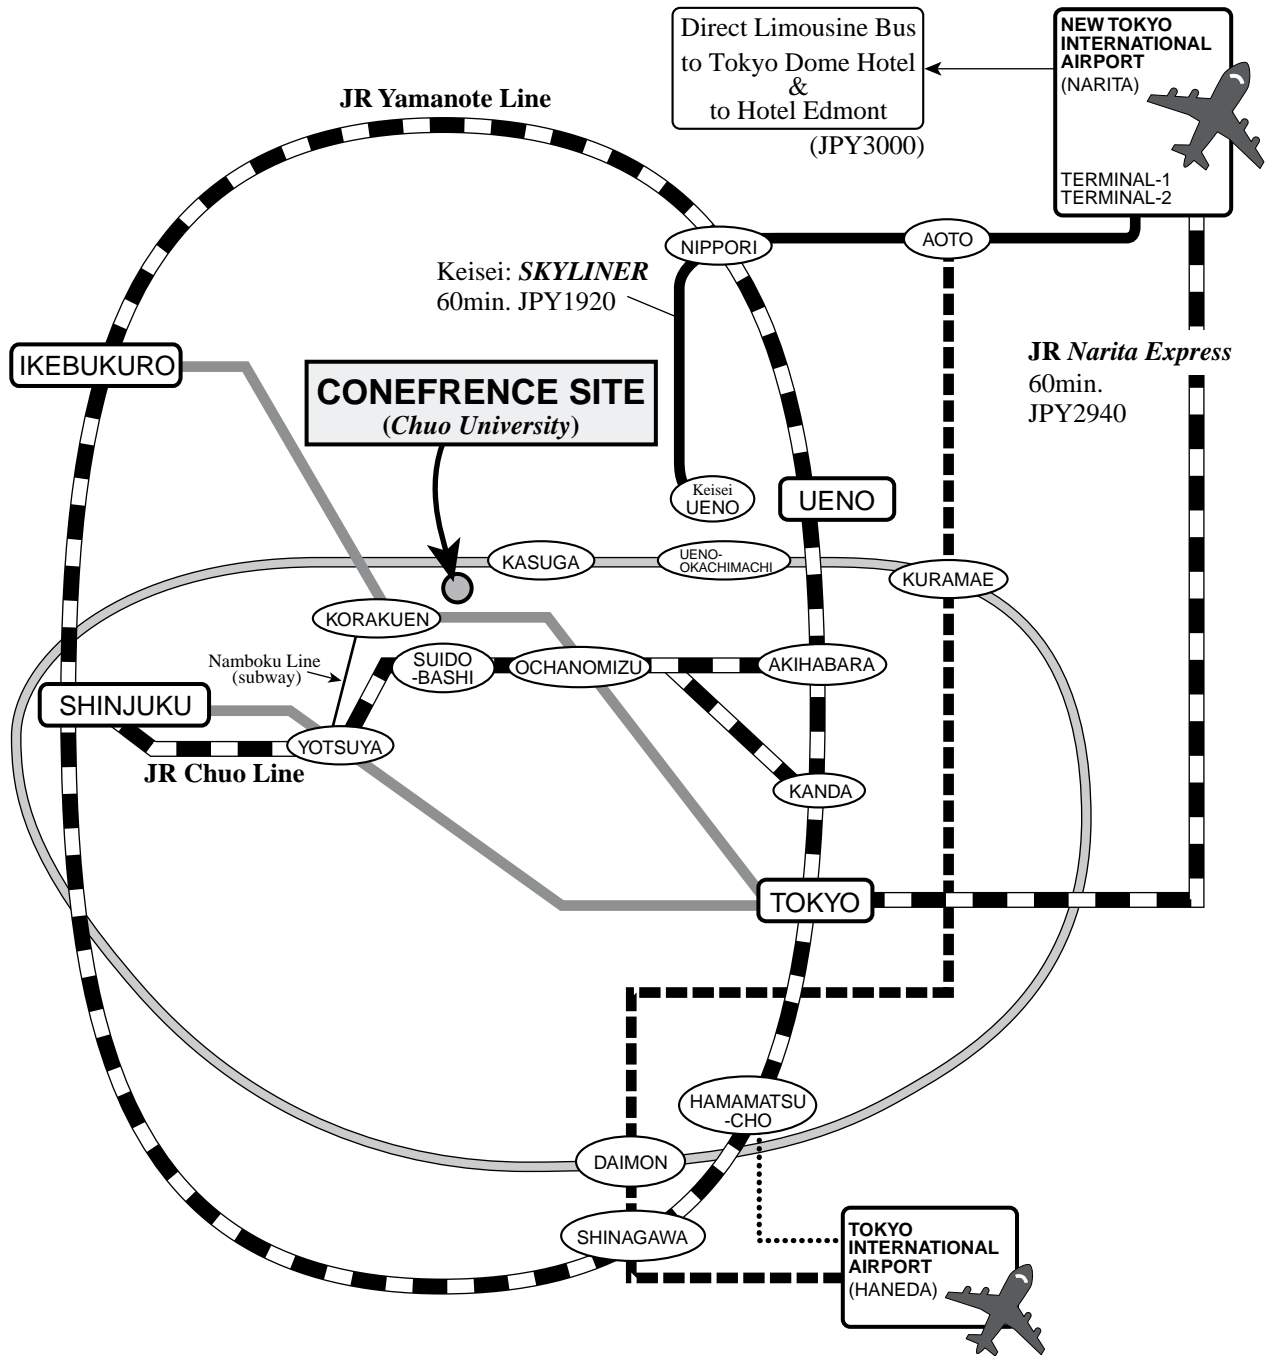 Direct Limousine Bus
to Tokyo Dome Hotel
&
to Hotel Edmont
(JPY3000)
NEW TOKYO
INTERNATIONAL
AIRPORT
(NARITA)
TERMINAL-1
TERMINAL-2
JR Yamanote Line
NIPPORI
AOTO
Keisei: SKYLINER
60min. JPY1920
JR Narita Express
60min.
JPY2940
IKEBUKURO
CONEFRENCE SITE
(Chuo University)
Keisei
UENO
UENO
KASUGA
UENO-
OKACHIMACHI
KURAMAE
KORAKUEN
Namboku Line
(subway)
SUIDO
-BASHI
OCHANOMIZU
AKIHABARA
SHINJUKU
YOTSUYA
JR Chuo Line
KANDA
TOKYO
HAMAMATSU
-CHO
DAIMON
SHINAGAWA
TOKYO
INTERNATIONAL
AIRPORT
(HANEDA)